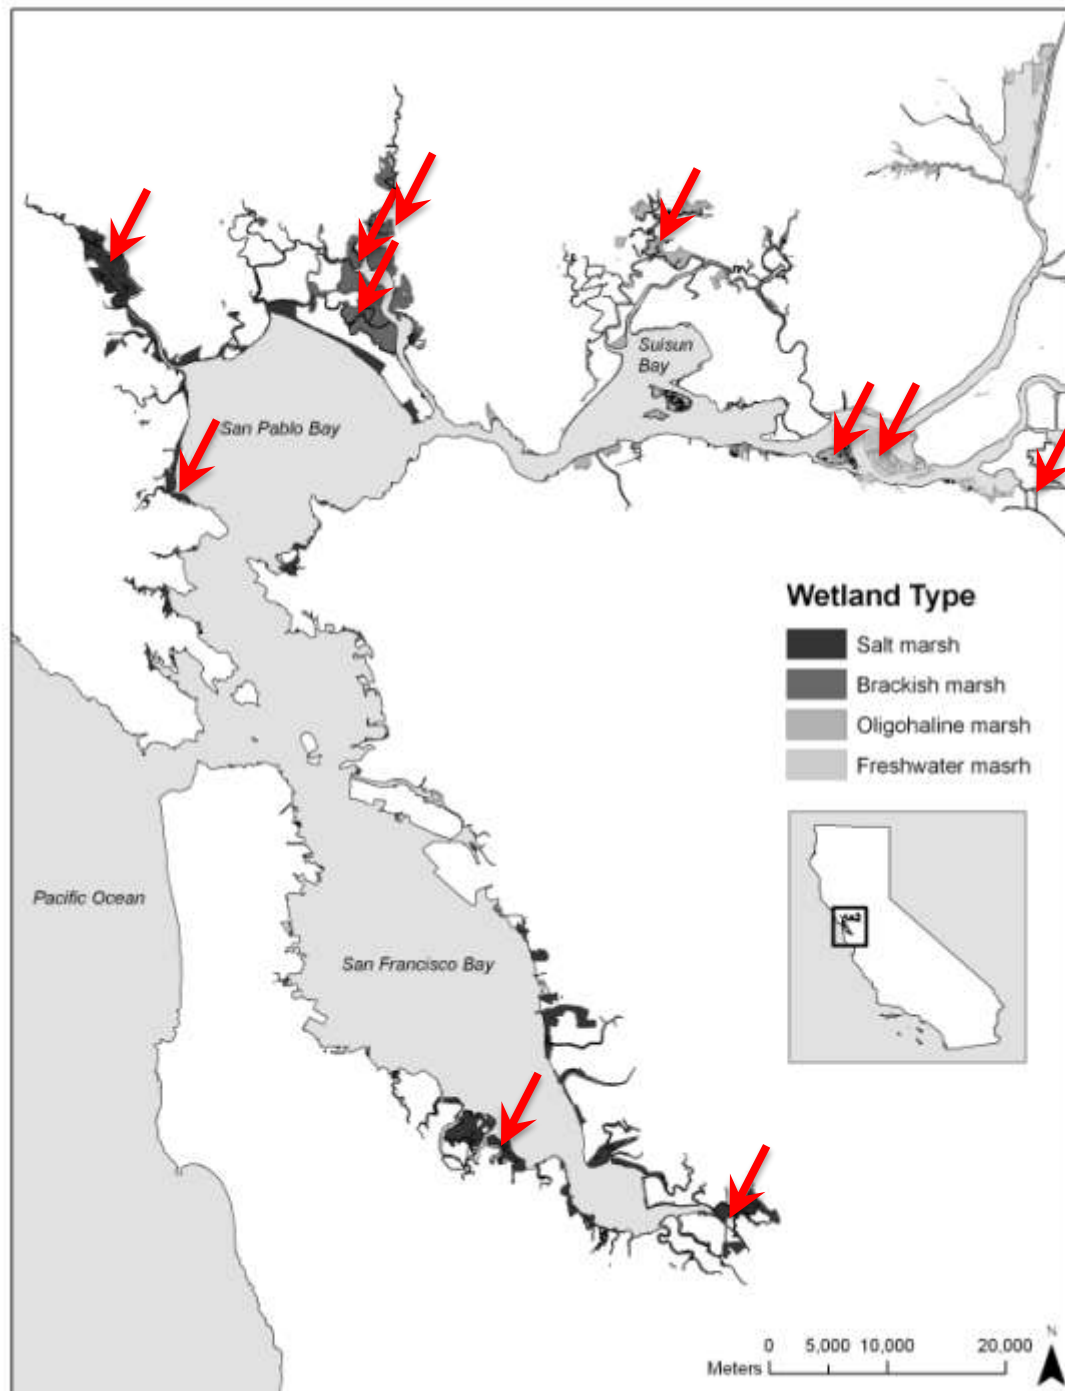 Suisun
Bay
San Pablo Bay
Wetland Type
Salt marsh
Brackish marsh
Oligohaline marsh
Freshwater masrh
Pacific Ocean
San Francisco Bay
N
0 5,000 10,000 20,000
Meters